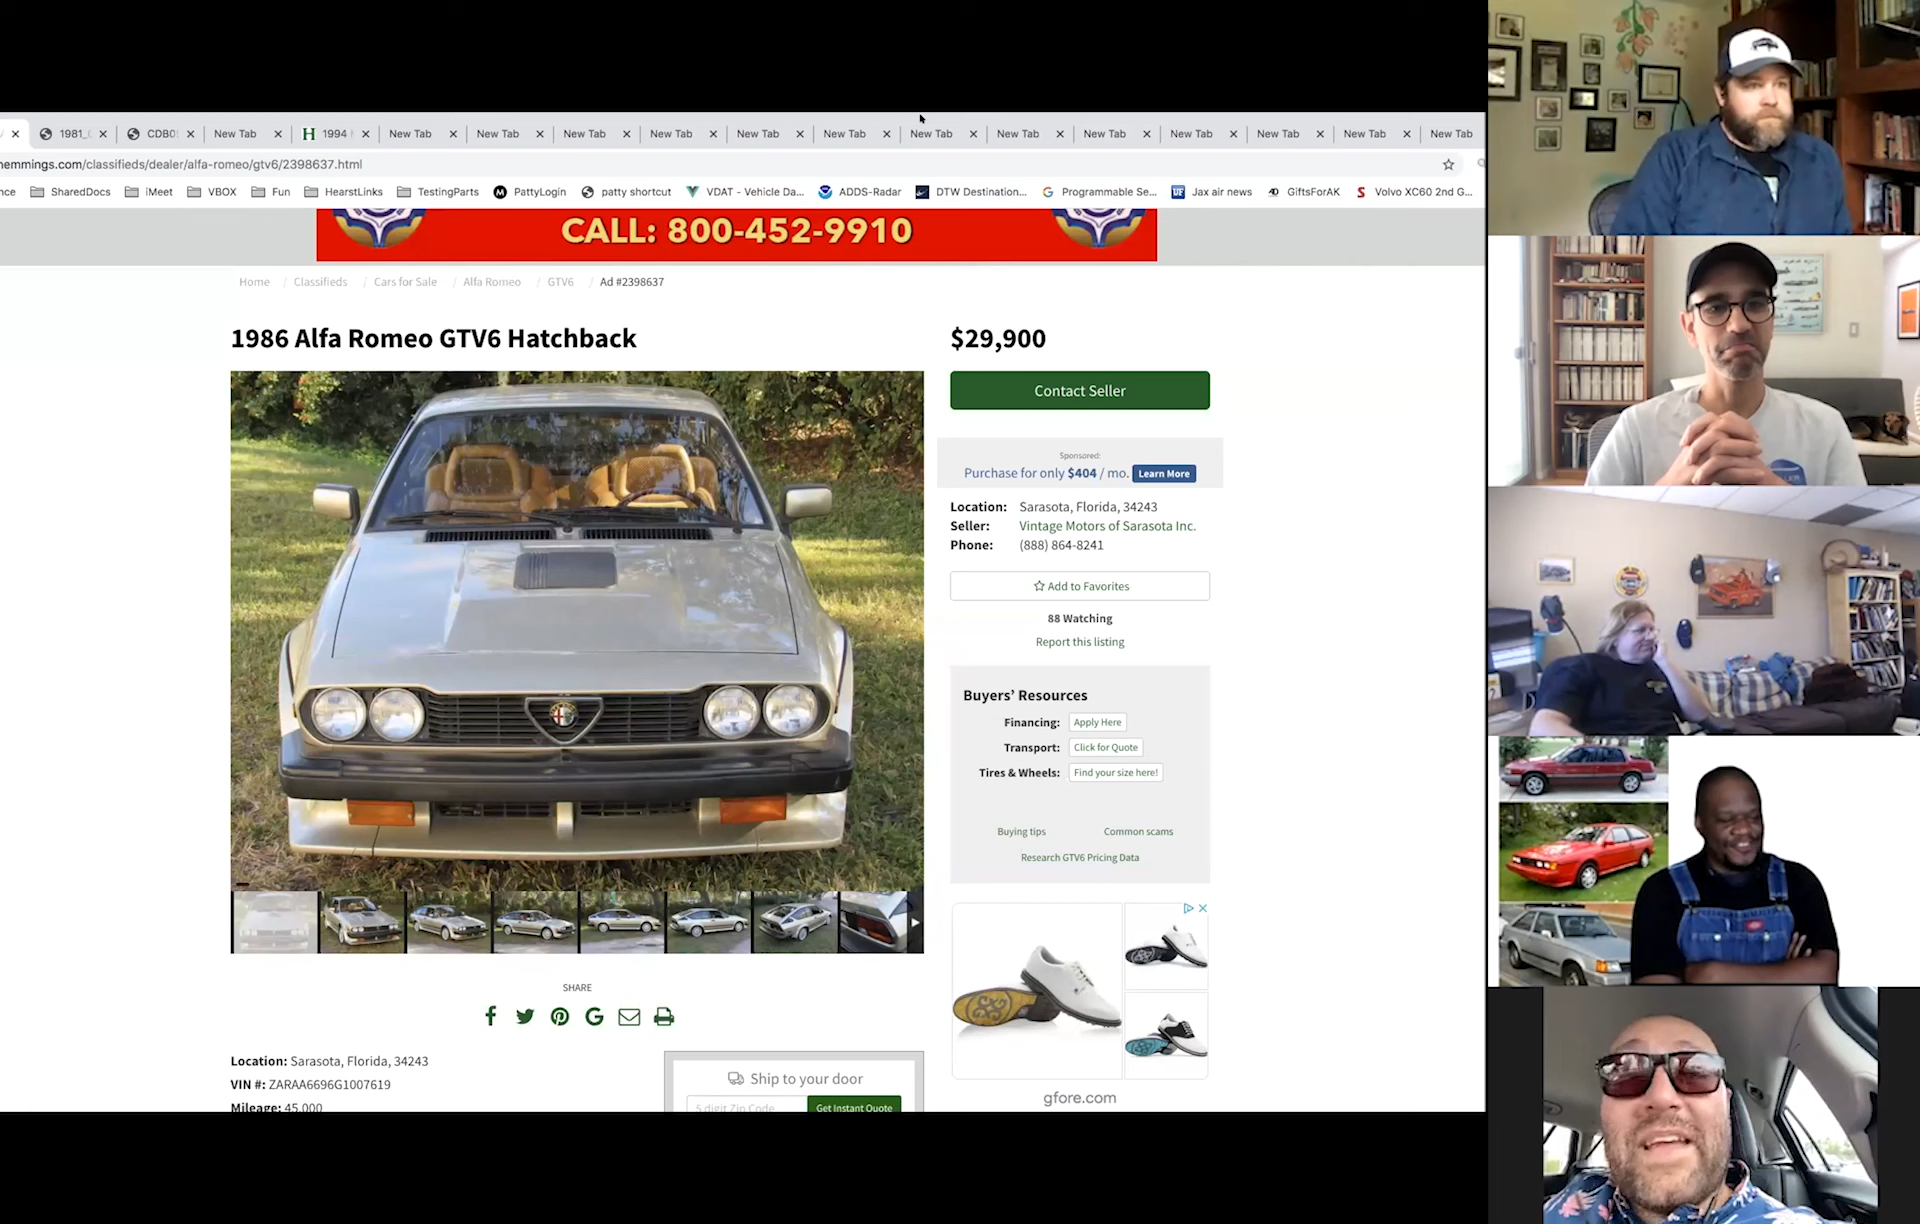 1981_
CDB0
New Tab
1994
New Tab
New Tab
New Tab
New Tab
New Tab
New Tab
New Tab
New Tab
New Tab
New Tab
New Tab
New Tab
New Tab
emmings.com/classifieds/dealer/alfa-romeo/gtv6/2398637.html
nce SharedDocs iMeet VBOX Fun HearstLinks TestingParts PattyLogin patty shortcut VDAT - Vehicle Da... ADDS-Radar DTW Destination... Programmable Se... UF Jax air news GiftsForAK Volvo XC60 2nd G...
CALL: 800-452-9910
Home / Classifieds / Cars for Sale / Alfa Romeo / GTV6 / Ad #2398637
1986 Alfa Romeo GTV6 Hatchback
$29,900
Contact Seller
Sponsored:
Purchase for only $404 / mo. Learn More
Location: Sarasota, Florida, 34243
Seller: Vintage Motors of Sarasota Inc.
Phone: (888) 864-8241
Add to Favorites
88 Watching
Report this listing
Buyers’ Resources
Financing: Apply Here
Transport: Click for Quote
Tires & Wheels: Find your size here!
Buying tips Common scams
Research GTV6 Pricing Data
SHARE
Location: Sarasota, Florida, 34243
VIN #: ZARAA6696G1007619
Mileage: 45,000
Ship to your door
5 digit Zip Code Get Instant Quote
gfore.com